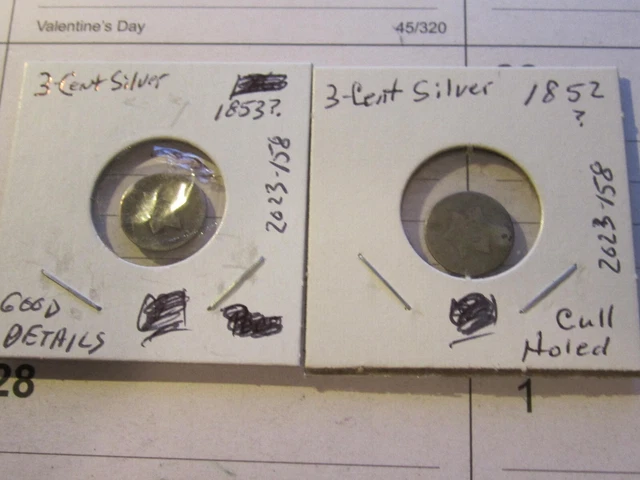 Valentine's Day 45/320
3-Cent Silver
1853?
2023-158
GOOD
DETAILS
3-Cent Silver 1852
?
2023-158
Cull
Holed
28
1